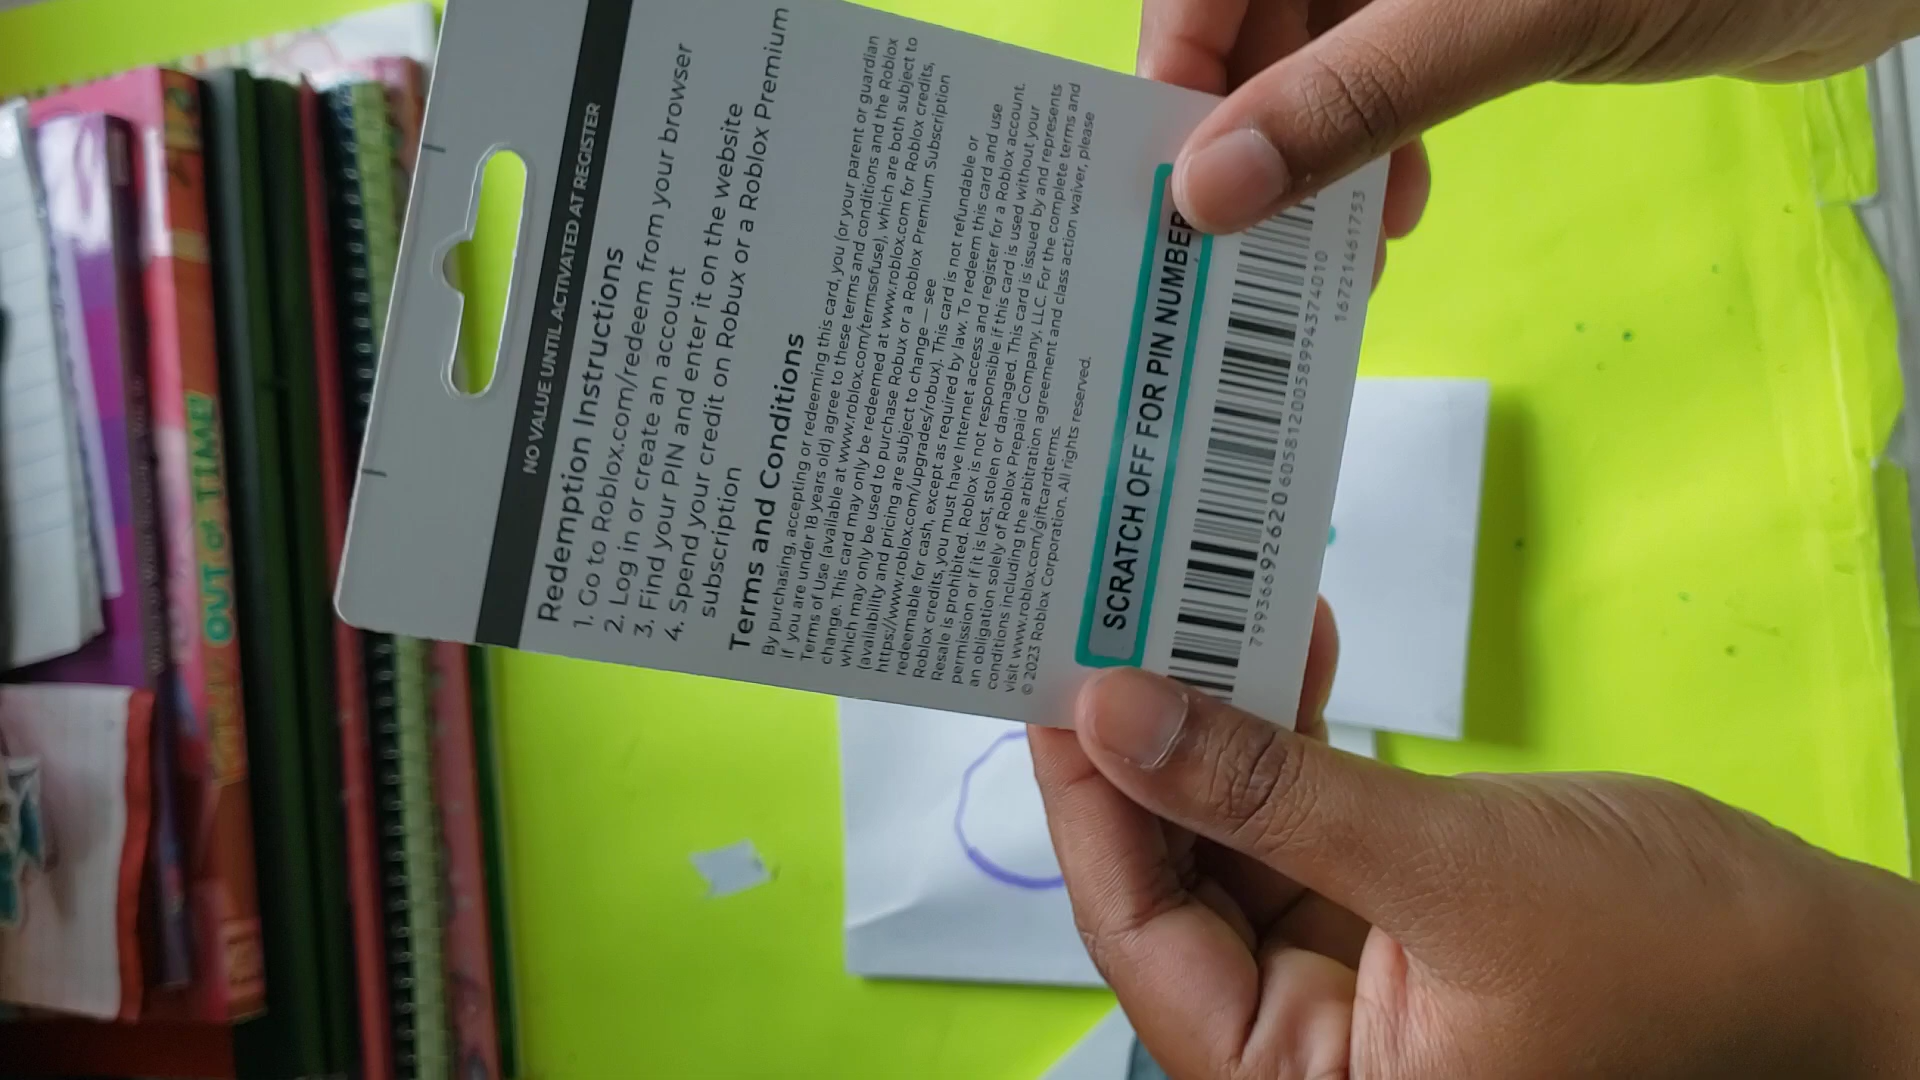 NO VALUE UNTIL ACTIVATED AT REGISTER
Redemption Instructions
1. Go to Roblox.com/redeem from your browser
2. Log in or create an account
3. Find your PIN and enter it on the website
4. Spend your credit on Robux or a Roblox Premium
subscription
Terms and Conditions
By purchasing, accepting or redeeming this card, you (or your parent or guardian
if you are under 18 years old) agree to these terms and conditions and the Roblox
Terms of Use (available at www.roblox.com/termsofuse), which are both subject to
change. This card may only be redeemed at www.roblox.com for Roblox credits,
which may only be used to purchase Robux or a Roblox Premium Subscription
(availability and pricing are subject to change — see
https://www.roblox.com/upgrades/robux). This card is not refundable or
redeemable for cash, except as required by law. To redeem this card and use
Roblox credits, you must have Internet access and register for a Roblox account.
Resale is prohibited. Roblox is not responsible if this card is used without your
permission or if it is lost, stolen or damaged. This card is issued by and represents
an obligation solely of Roblox Prepaid Company, LLC. For the complete terms and
conditions including the arbitration agreement and class action waiver, please
visit www.roblox.com/giftcardterms.
© 2023 Roblox Corporation. All rights reserved.
SCRATCH OFF FOR PIN NUMBER
799366926620 6058120058994374010
1672146 1753
OUT of TIME!